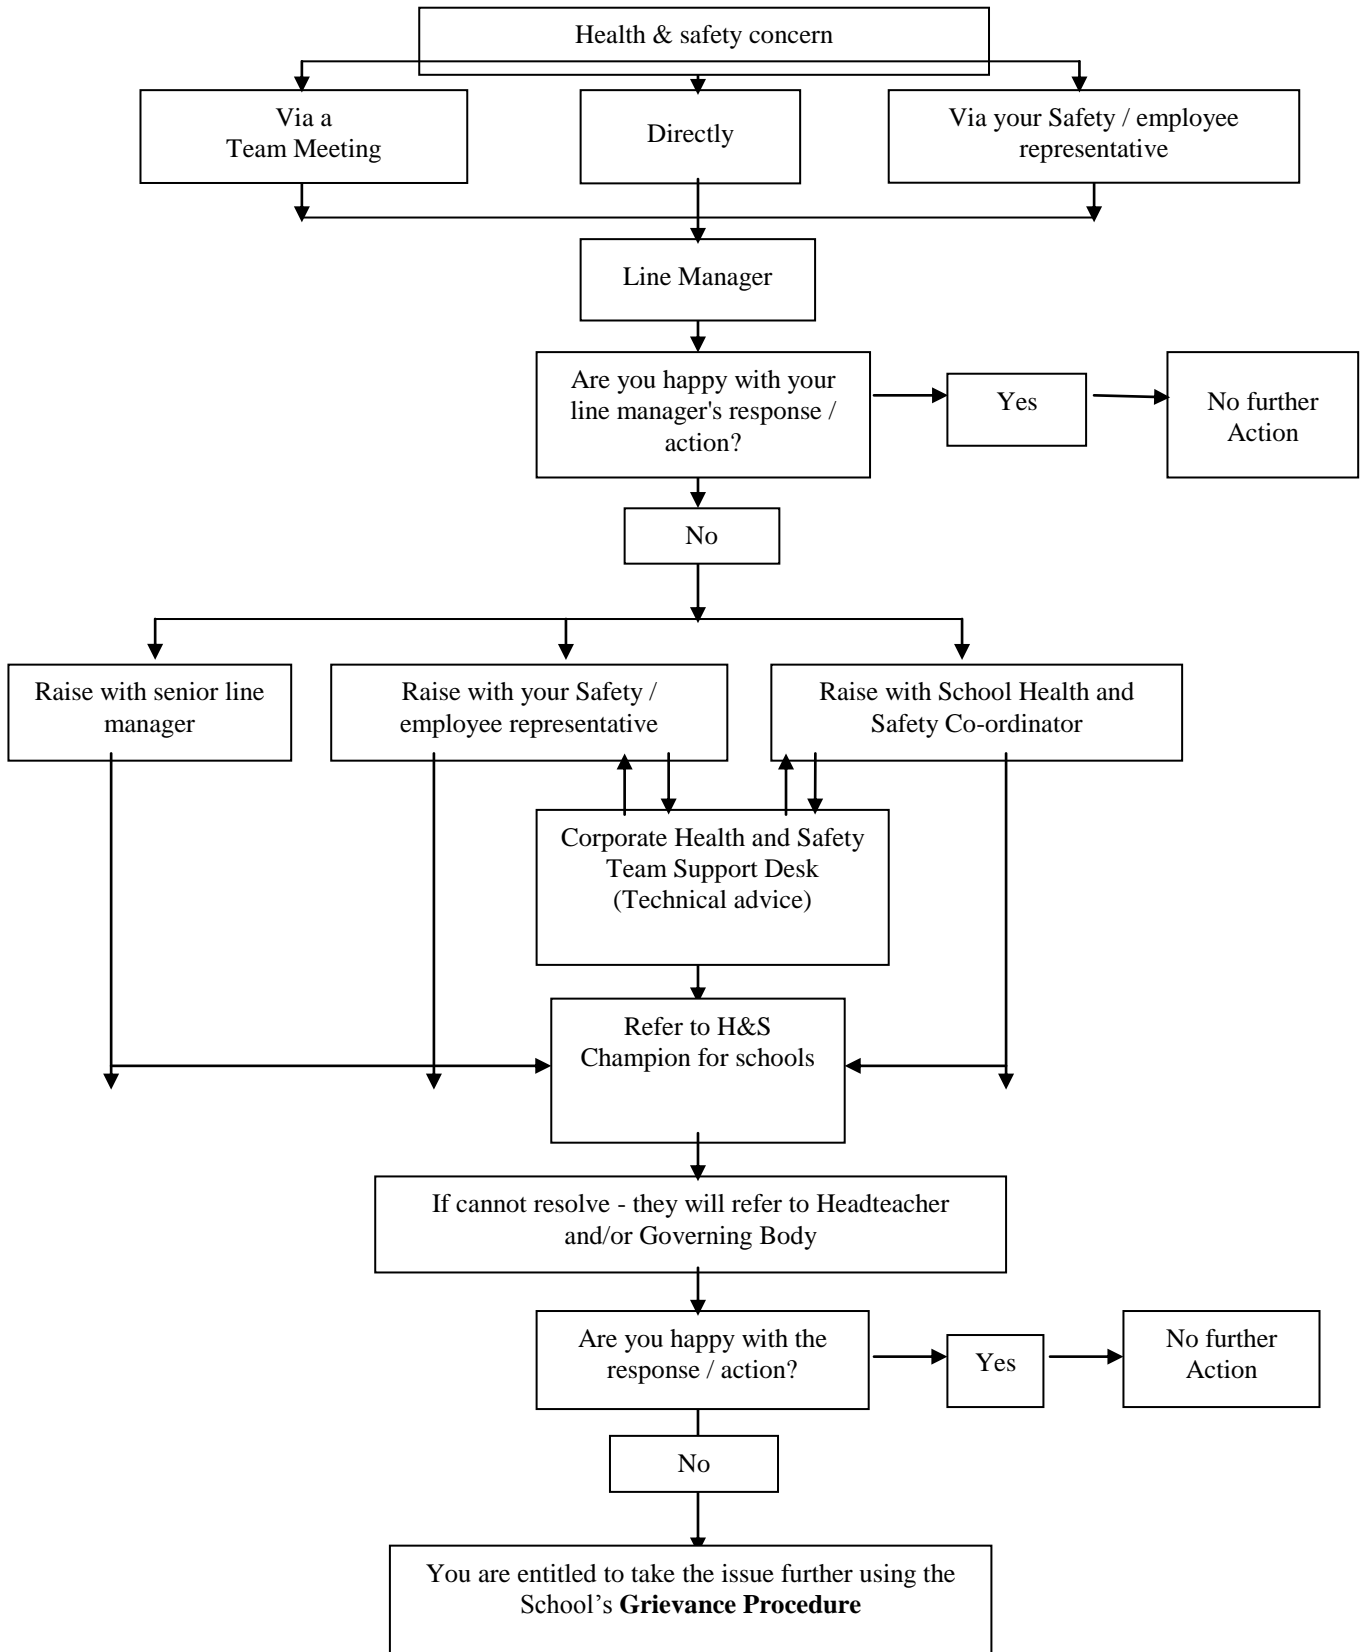 Health & safety concern
Via a
Team Meeting
Directly
Via your Safety / employee
representative
Line Manager
Are you happy with your
line manager's response /
action?
Yes
No further
Action
No
Raise with senior line
manager
Raise with your Safety /
employee representative
Raise with School Health and
Safety Co-ordinator
Corporate Health and Safety
Team Support Desk
(Technical advice)
Refer to H&S
Champion for schools
If cannot resolve - they will refer to Headteacher
and/or Governing Body
Are you happy with the
response / action?
Yes
No further
Action
No
You are entitled to take the issue further using the
School’s Grievance Procedure